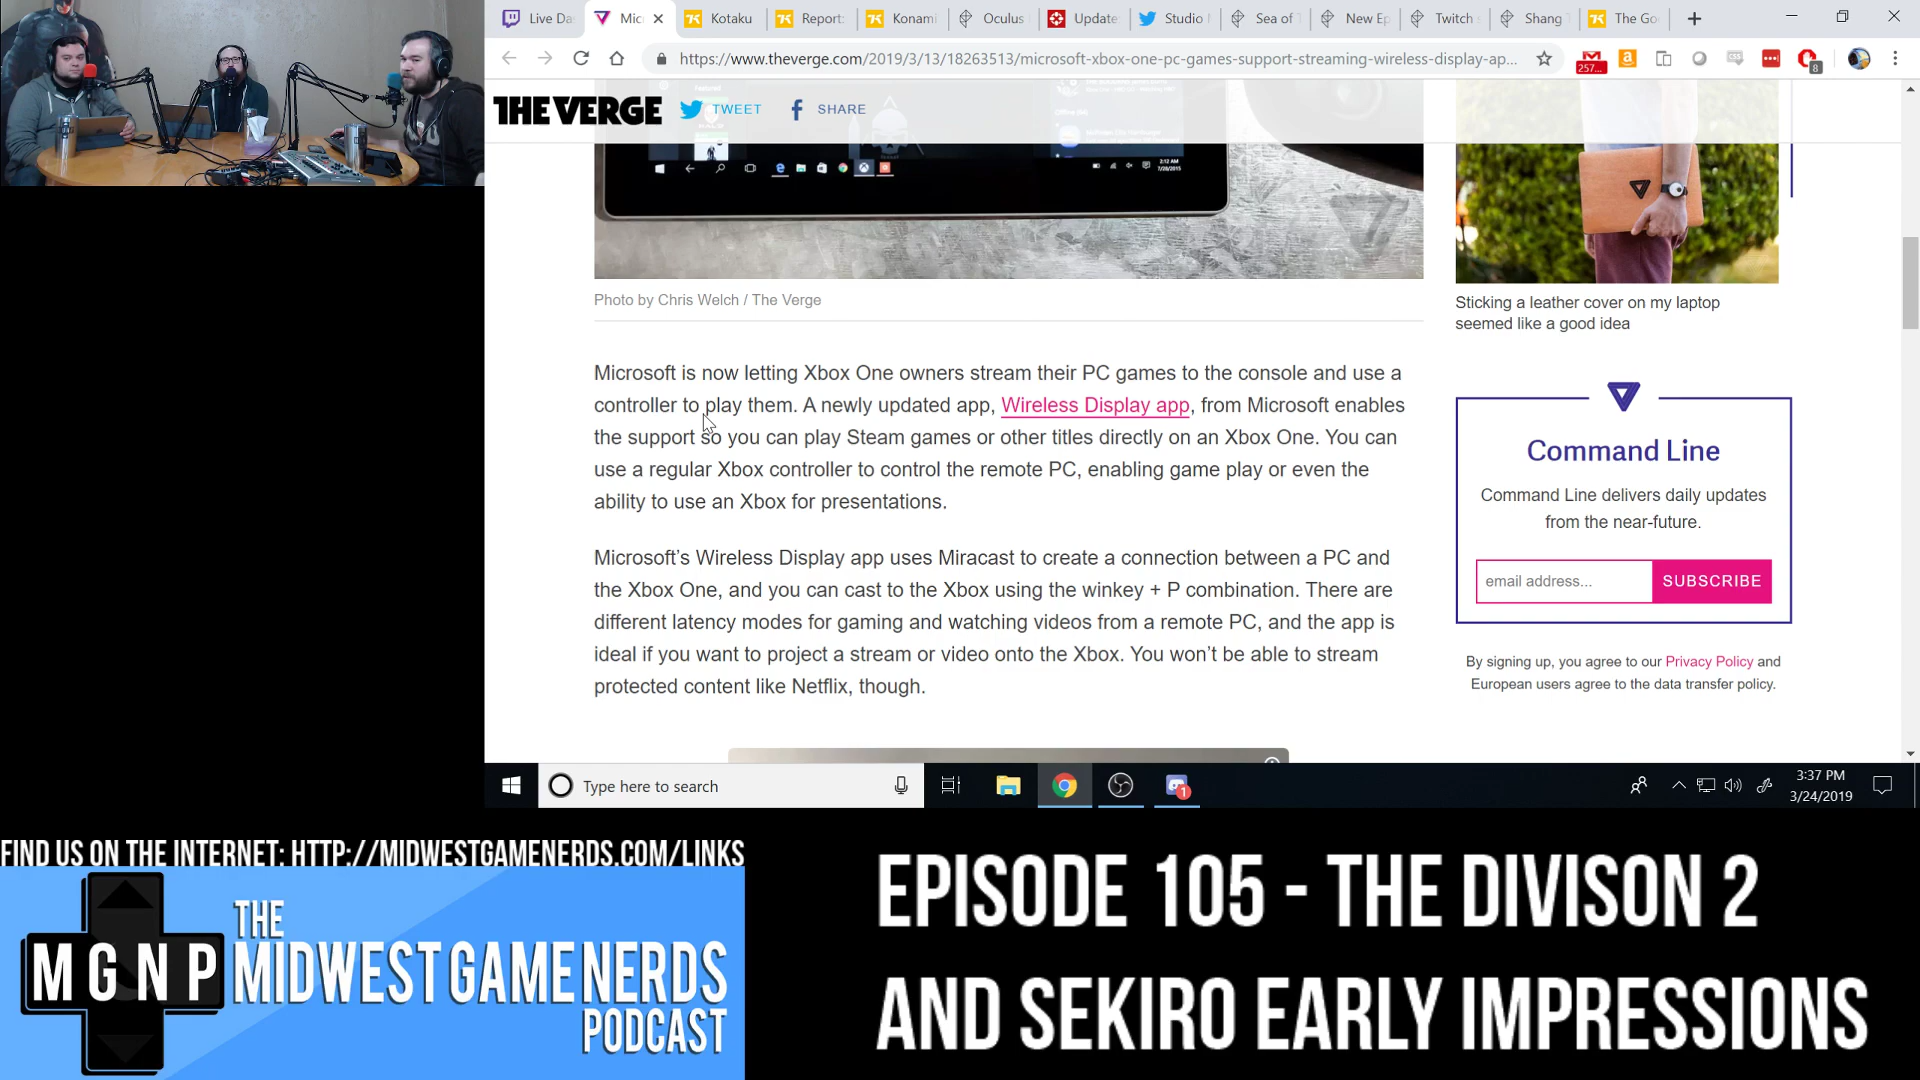 Live Da
Mic
Kotaku
Report:
Konami
Oculus
Update
Studio
Sea of T
New Ep
Twitch
Shang T
The Go
https://www.theverge.com/2019/3/13/18263513/microsoft-xbox-one-pc-games-support-streaming-wireless-display-ap...
257...
8
THE VERGE
TWEET
SHARE
2:12 AM
Photo by Chris Welch / The Verge
Microsoft is now letting Xbox One owners stream their PC games to the console and use a
controller to play them. A newly updated app, Wireless Display app, from Microsoft enables
the support so you can play Steam games or other titles directly on an Xbox One. You can
use a regular Xbox controller to control the remote PC, enabling game play or even the
ability to use an Xbox for presentations.
Microsoft’s Wireless Display app uses Miracast to create a connection between a PC and
the Xbox One, and you can cast to the Xbox using the winkey + P combination. There are
different latency modes for gaming and watching videos from a remote PC, and the app is
ideal if you want to project a stream or video onto the Xbox. You won’t be able to stream
protected content like Netflix, though.
Sticking a leather cover on my laptop
seemed like a good idea
Command Line
Command Line delivers daily updates
from the near-future.
email address...
SUBSCRIBE
By signing up, you agree to our Privacy Policy and
European users agree to the data transfer policy.
Type here to search
1
3:37 PM
3/24/2019
FIND US ON THE INTERNET: HTTP://MIDWESTGAMENERDS.COM/LINKS
MGNP
THE
MIDWEST GAME NERDS
PODCAST
EPISODE 105 - THE DIVISON 2
AND SEKIRO EARLY IMPRESSIONS